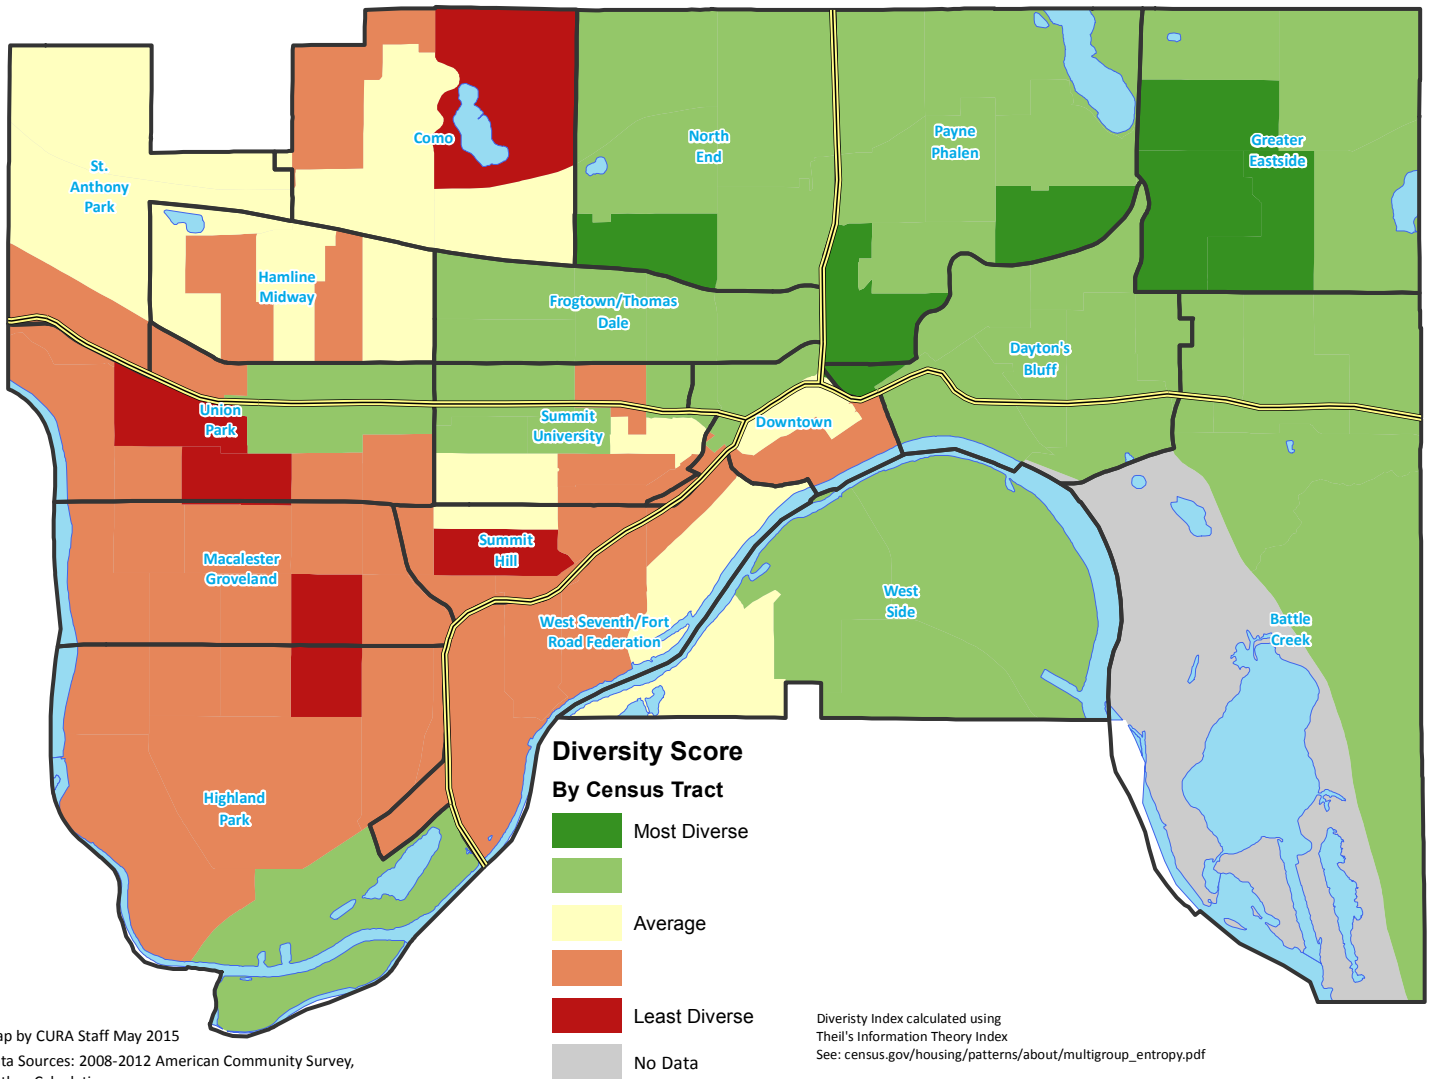 St.
Anthony
Park
Como
North
End
Payne
Phalen
Greater
Eastside
Hamline
Midway
Frogtown/Thomas
Dale
Dayton's
Bluff
Union
Park
Summit
University
Downtown
Macalester
Groveland
Summit
Hill
West Seventh/Fort
Road Federation
West
Side
Battle
Creek
Highland
Park
Diversity Score
By Census Tract
Most Diverse
Average
Least Diverse
No Data
ap by CURA Staff May 2015
ta Sources: 2008-2012 American Community Survey,
Diveristy Index calculated using
Theil's Information Theory Index
See: census.gov/housing/patterns/about/multigroup_entropy.pdf